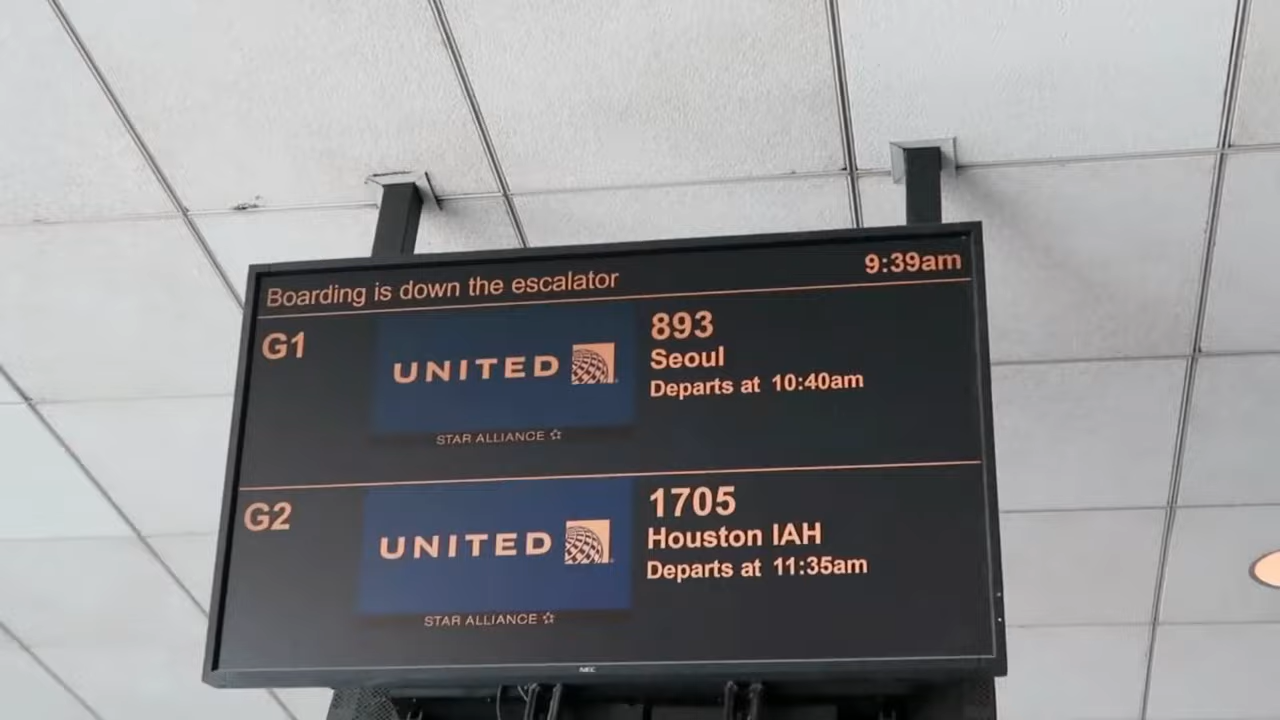 Boarding is down the escalator 9:39am
G1
UNITED
STAR ALLIANCE
893
Seoul
Departs at 10:40am
G2
UNITED
STAR ALLIANCE
1705
Houston IAH
Departs at 11:35am
NEC